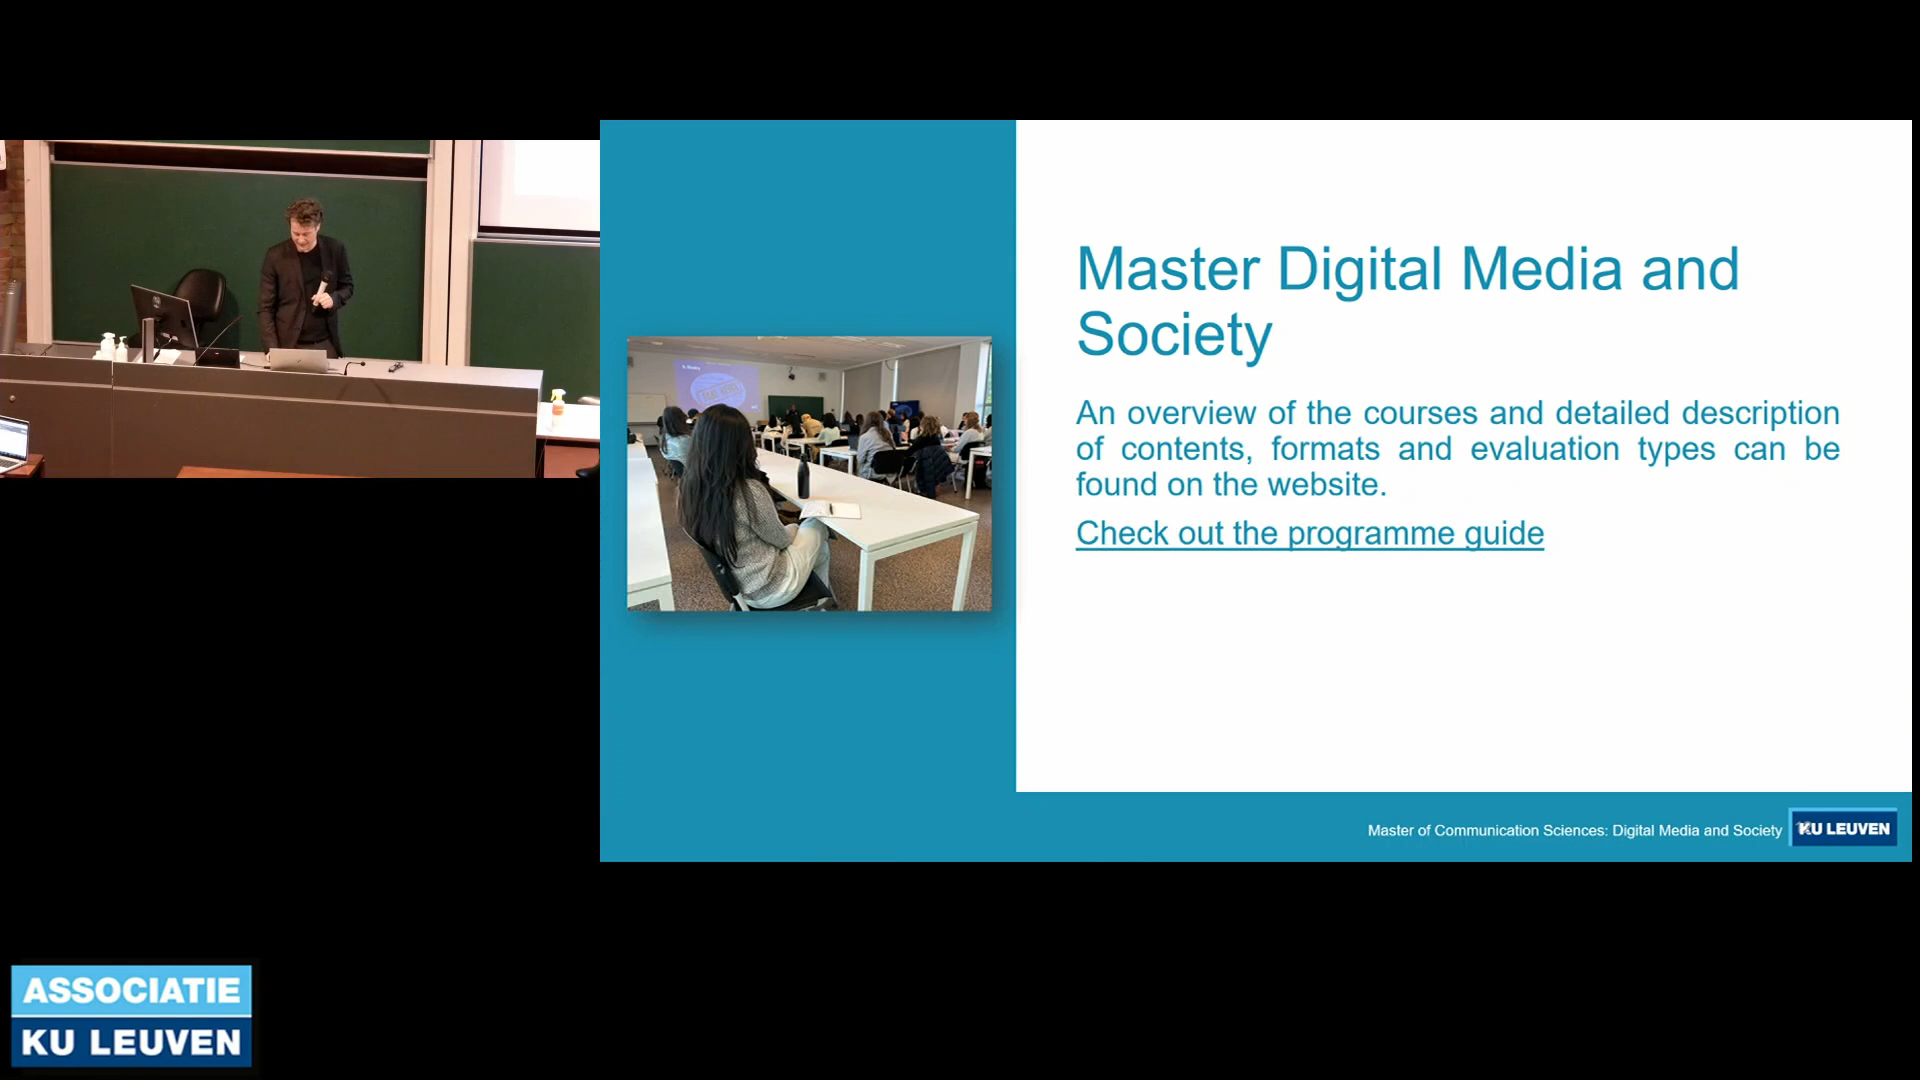 Master Digital Media and
Society
An overview of the courses and detailed description
of contents, formats and evaluation types can be
found on the website.
Check out the programme guide
Master of Communication Sciences: Digital Media and Society
KU LEUVEN
ASSOCIATIE
KU LEUVEN